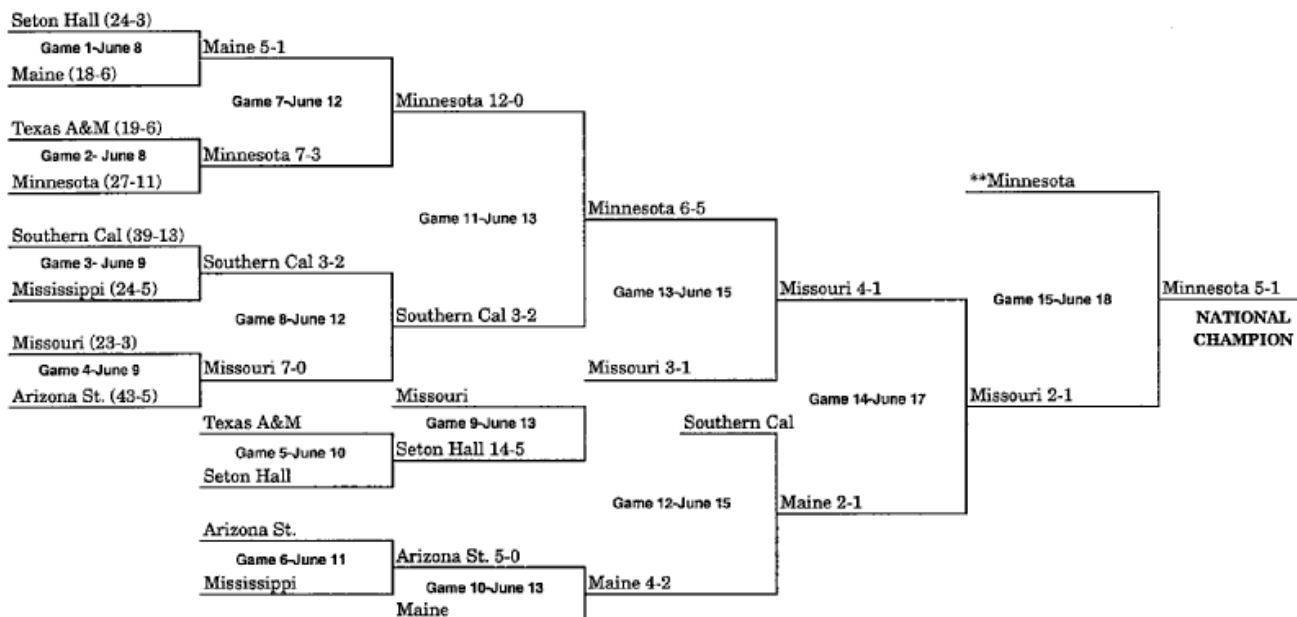 Seton Hall (24-3)
Game 1-June 8
Maine 5-1
Maine (18-6)
Game 7-June 12
Minnesota 12-0
Texas A&M (19-6)
Game 2- June 8
Minnesota 7-3
Minnesota (27-11)
**Minnesota
Game 11-June 13
Minnesota 6-5
Southern Cal (39-13)
Game 3- June 9
Southern Cal 3-2
Mississippi (24-5)
Game 13-June 15
Missouri 4-1
Game 15-June 18
Minnesota 5-1
NATIONAL
CHAMPION
Game 8-June 12
Southern Cal 3-2
Missouri (23-3)
Game 4-June 9
Missouri 7-0
Missouri 3-1
Arizona St. (43-5)
Missouri
Game 14-June 17
Missouri 2-1
Texas A&M
Game 9-June 13
Southern Cal
Game 5-June 10
Seton Hall 14-5
Seton Hall
Game 12-June 15
Maine 2-1
Arizona St.
Game 6-June 11
Arizona St. 5-0
Mississippi
Game 10-June 13
Maine 4-2
Maine